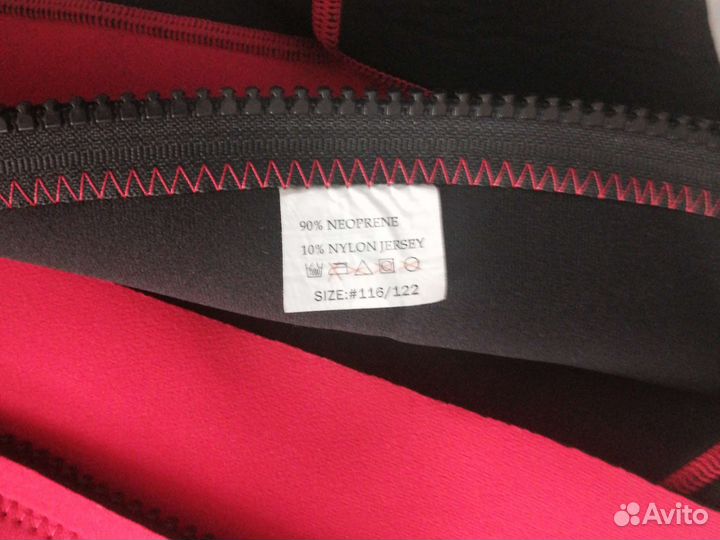 90% NEOPRENE
10% NYLON JERSEY
SIZE:#116/122
Avito